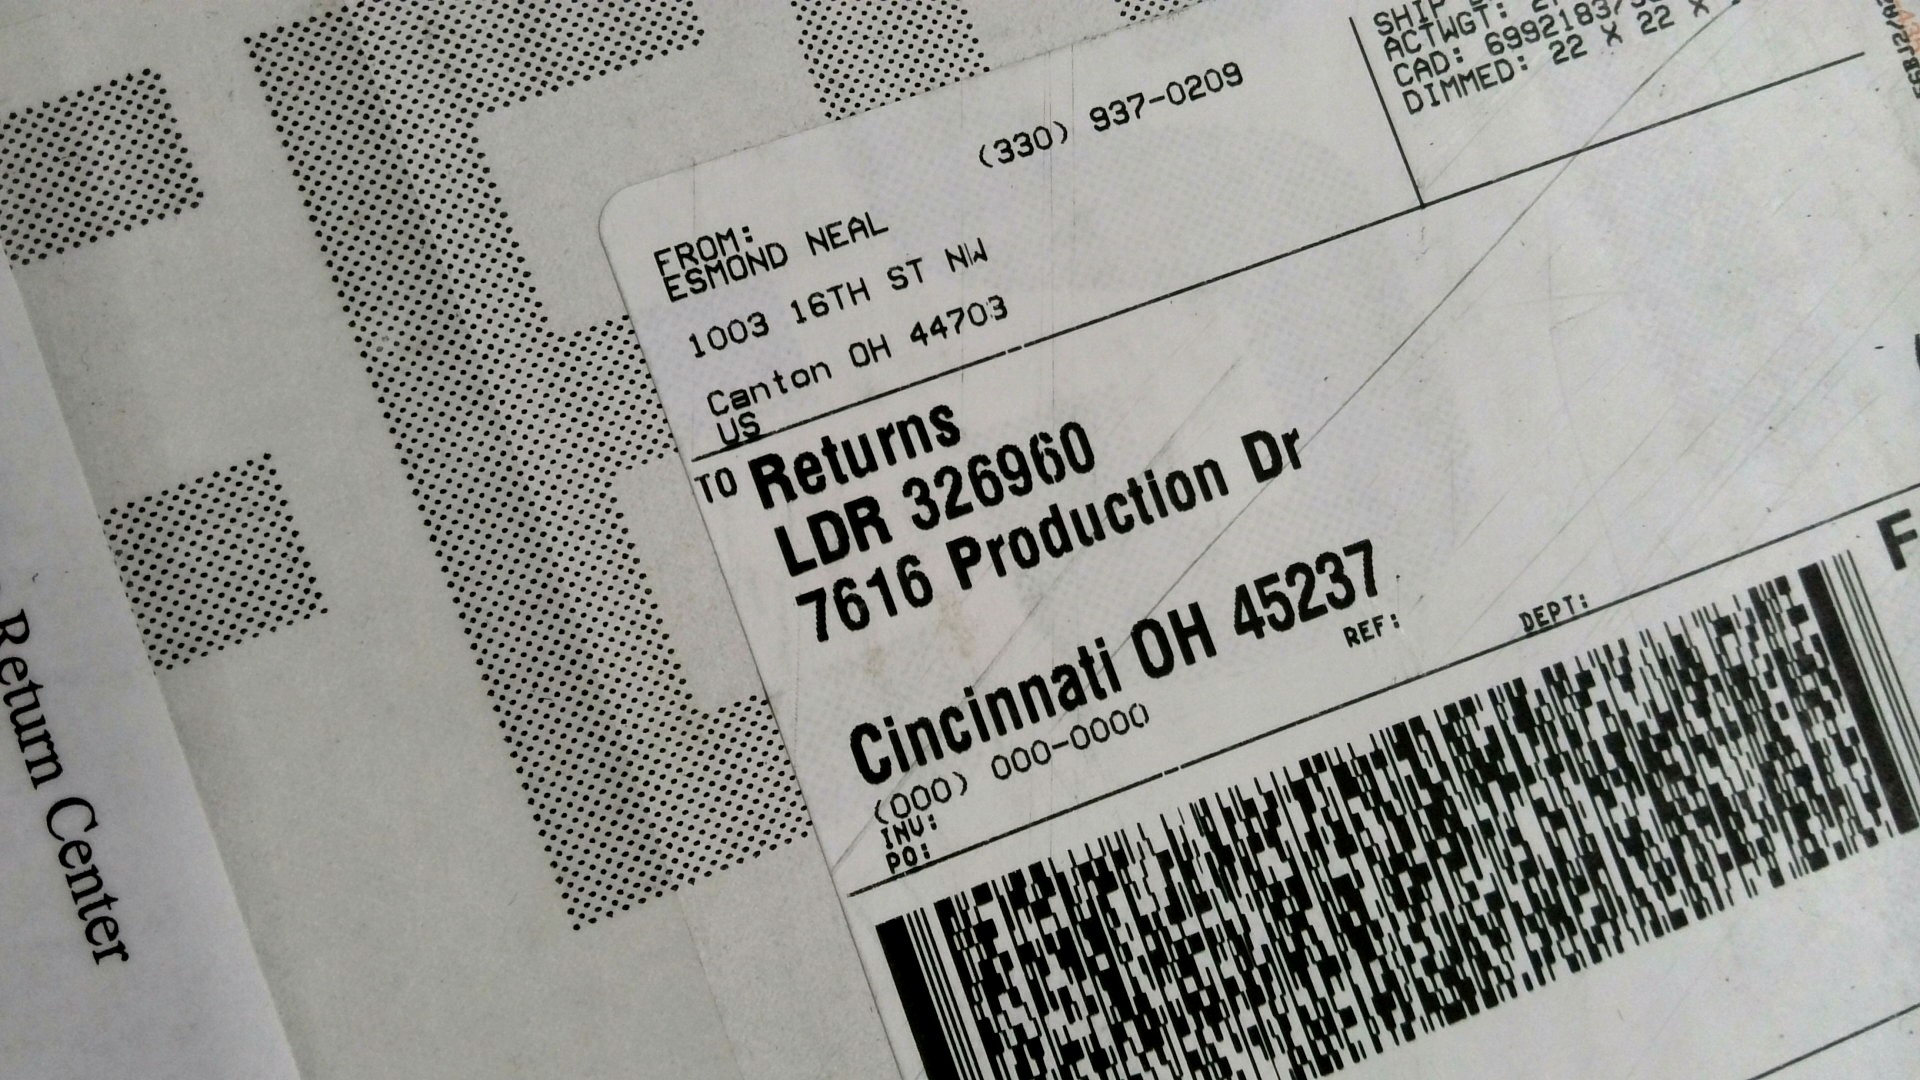 (330) 937-0209
FROM:
ESMOND NEAL
1003 16TH ST NW
Canton OH 44703
US
SHIP
ACTWGT:
CAD: 6992183/
DIMMED: 22 X 22 X
TO Returns
LDR 326960
7616 Production Dr
Cincinnati OH 45237
(000) 000-0000
REF:
INV:
PO:
DEPT:
F
Return Center